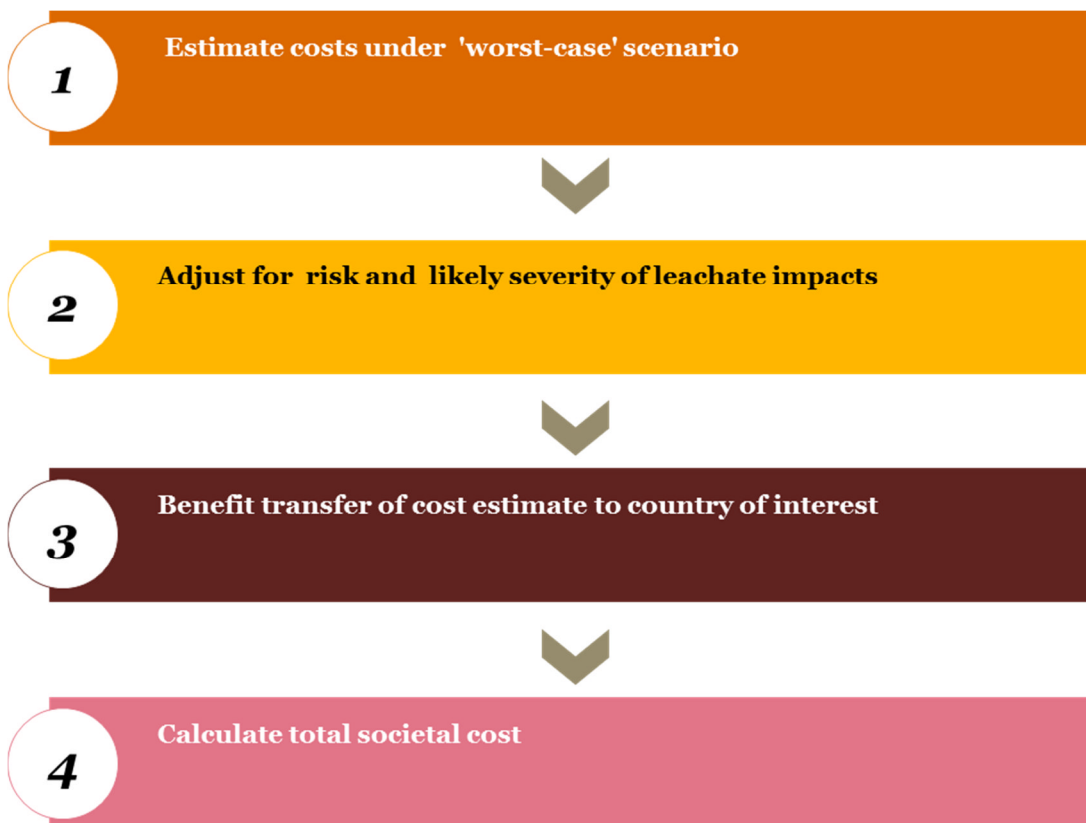 1
Estimate costs under 'worst-case' scenario
2
Adjust for risk and likely severity of leachate impacts
3
Benefit transfer of cost estimate to country of interest
4
Calculate total societal cost